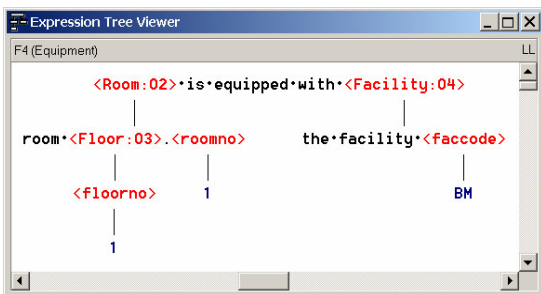 Expression Tree Viewer
F4 (Equipment) LL
<Room:02>·is·equipped·with·<Facility:04>
room·<Floor:03>.<roomno> the·facility·<faccode>
<floorno> 1 BM
1